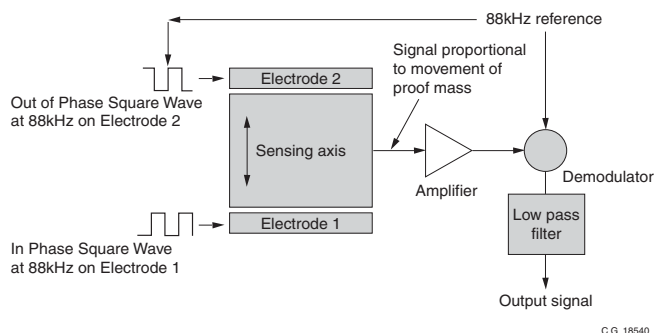 88kHz reference
Signal proportional
to movement of
proof mass
Electrode 2
Out of Phase Square Wave
at 88kHz on Electrode 2
Sensing axis
Amplifier
Demodulator
Electrode 1
Low pass
filter
In Phase Square Wave
at 88kHz on Electrode 1
Output signal
C.G. 18540